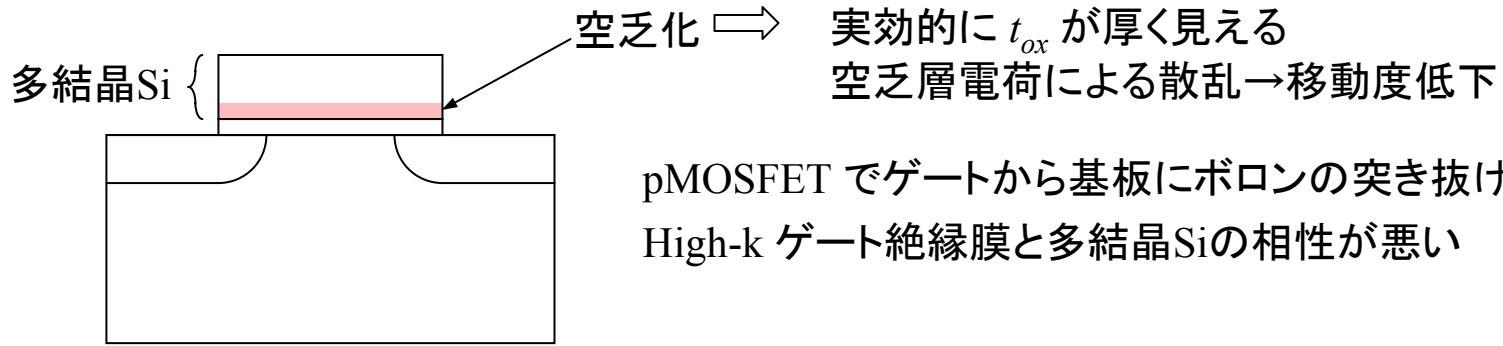 空乏化 ⇨ 実効的に tox が厚く見える
多結晶Si
空乏層電荷による散乱→移動度低下
pMOSFET でゲートから基板にボロンの突き抜け
High-k ゲート絶縁膜と多結晶Siの相性が悪い